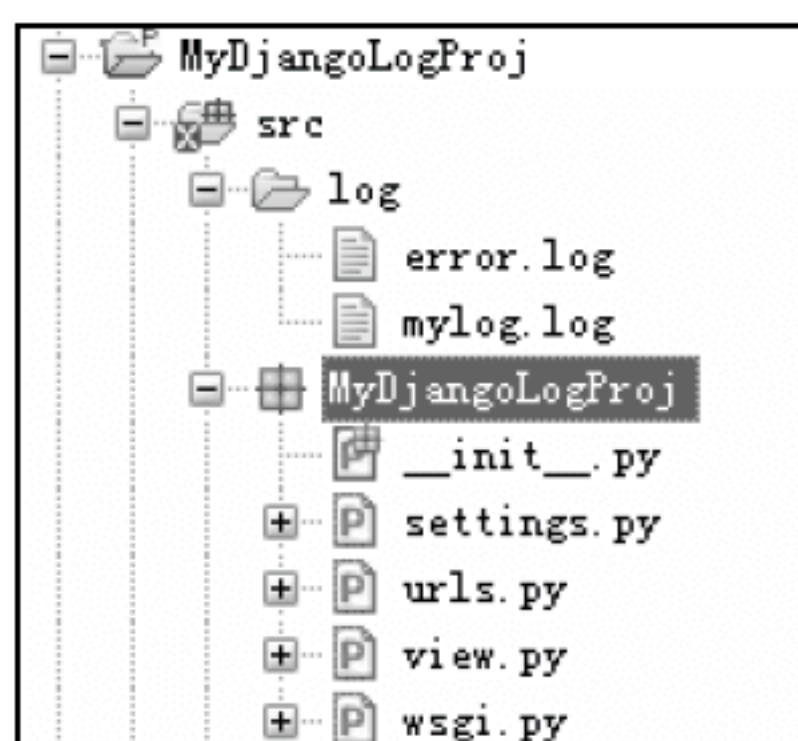 MyDjangoLogProj
src
log
error.log
mylog.log
MyDjangoLogProj
__init__.py
settings.py
urls.py
view.py
wsgi.py